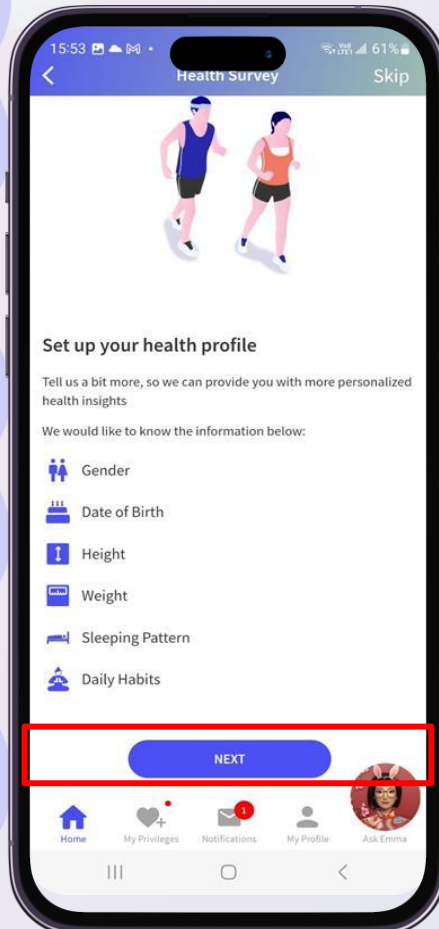 15:53
61%
Health Survey
Skip
Set up your health profile
Tell us a bit more, so we can provide you with more personalized
health insights
We would like to know the information below:
Gender
Date of Birth
Height
Weight
Sleeping Pattern
Daily Habits
NEXT
1
Home
My Privileges
Notifications
My Profile
Ask Emma